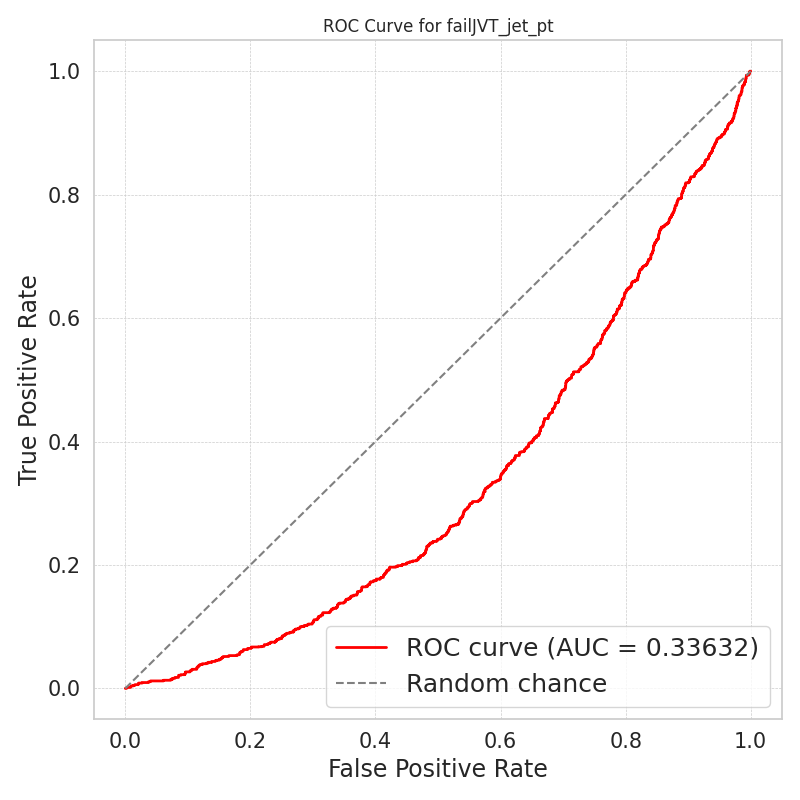 ROC Curve for failJVT_jet_pt
1.0
0.8
0.6
0.4
0.2
0.0
True Positive Rate
ROC curve (AUC = 0.33632)
Random chance
0.0 0.2 0.4 0.6 0.8 1.0
False Positive Rate